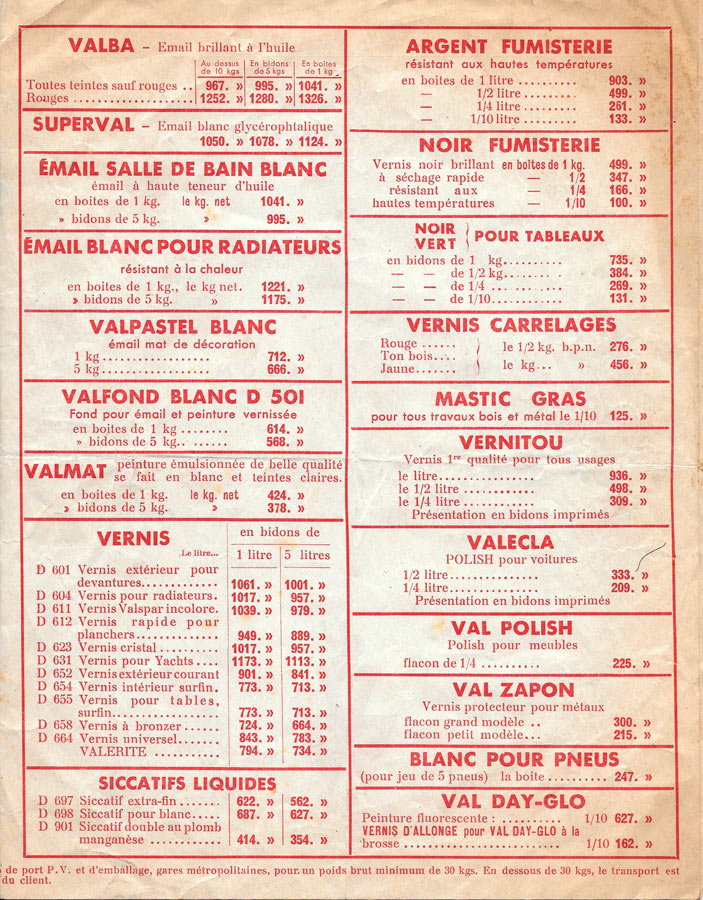 VALBA – Email brillant à l'huile
Au dessus de 10 kgs | En bidons de 5 kgs | En boites de 1 kg.
Toutes teintes sauf rouges .. 967. » 995. » 1041. »
Rouges .................... 1252. » 1280. » 1326. »
SUPERVAL – Email blanc glycérophtalique
1050. » 1078. » 1124. »
ÉMAIL SALLE DE BAIN BLANC
émail à haute teneur d'huile
en boites de 1 kg. le kg. net 1041. »
» bidons de 5 kg. » 995. »
ÉMAIL BLANC POUR RADIATEURS
résistant à la chaleur
en boites de 1 kg., le kg net. 1221. »
» bidons de 5 kg. » 1175. »
VALPASTEL BLANC
émail mat de décoration
1 kg .................. 712. »
5 kg .................. 666. »
VALFOND BLANC D 501
Fond pour émail et peinture vernissée
en boites de 1 kg ........ 614. »
» bidons de 5 kg.. ...... 568. »
VALMAT peinture émulsionnée de belle qualité
se fait en blanc et teintes claires.
en boites de 1 kg. le kg. net 424. »
» bidons de 5 kg. » 378. »
VERNIS
en bidons de
Le litre... 1 litre | 5 litres
D 601 Vernis extérieur pour
devantures............. 1061. » 1001. »
D 604 Vernis pour radiateurs. 1017. » 957. »
D 611 Vernis Valspar incolore. 1039. » 979. »
D 612 Vernis rapide pour
planchers.............. 949. » 889. »
D 623 Vernis cristal .......... 1017. » 957. »
D 631 Vernis pour Yachts .... 1173. » 1113. »
D 652 Vernis extérieur courant 901. » 841. »
D 654 Vernis intérieur surfin. 773. » 713. »
D 655 Vernis pour tables,
surfin.................. 773. » 713. »
D 658 Vernis à bronzer ...... 724. » 664. »
D 664 Vernis universel....... 843. » 783. »
VALERITE ........... 794. » 734. »
SICCATIFS LIQUIDES
D 697 Siccatif extra-fin....... 622. » 562. »
D 698 Siccatif pour blanc..... 687. » 627. »
D 901 Siccatif double au plomb
manganèse ............. 414. » 354. »
ARGENT FUMISTERIE
résistant aux hautes températures
en boites de 1 litre .......... 903. »
— 1/2 litre .......... 499. »
— 1/4 litre .......... 261. »
— 1/10 litre .......... 133. »
NOIR FUMISTERIE
Vernis noir brillant en boîtes de 1 kg. 499. »
à séchage rapide — 1/2 347. »
résistant aux — 1/4 166. »
hautes températures — 1/10 100. »
NOIR
VERT } POUR TABLEAUX
en bidons de 1 kg.......... 735. »
— — de 1/2 kg......... 384. »
— — de 1/4 ... ... ... 269. »
— — de 1/10........... 131. »
VERNIS CARRELAGES
Rouge ......
Ton bois.... } le 1/2 kg. b.p.n. 276. »
Jaune....... le kg... » 456. »
MASTIC GRAS
pour tous travaux bois et métal le 1/10 125. »
VERNITOU
Vernis 1re qualité pour tous usages
le litre............... 936. »
le 1/2 litre ............... 498. »
le 1/4 litre ............... 309. »
Présentation en bidons imprimés
VALECLA
POLISH pour voitures
1/2 litre............... 333. »
1/4 litre............... 209. »
Présentation en bidons imprimés
VAL POLISH
Polish pour meubles
flacon de 1/4 .......... 225. »
VAL ZAPON
Vernis protecteur pour métaux
flacon grand modèle .. 300. »
flacon petit modèle... 215. »
BLANC POUR PNEUS
(pour jeu de 5 pneus) la boite.......... 247. »
VAL DAY-GLO
Peinture fluorescente : .......... 1/10 627. »
VERNIS D'ALLONGE pour VAL DAY-GLO à la
brosse ........................ 1/10 162. »
de port P.V. et d'emballage, gares métropolitaines, pour un poids brut minimum de 30 kgs. En dessous de 30 kgs, le transport est
du client.